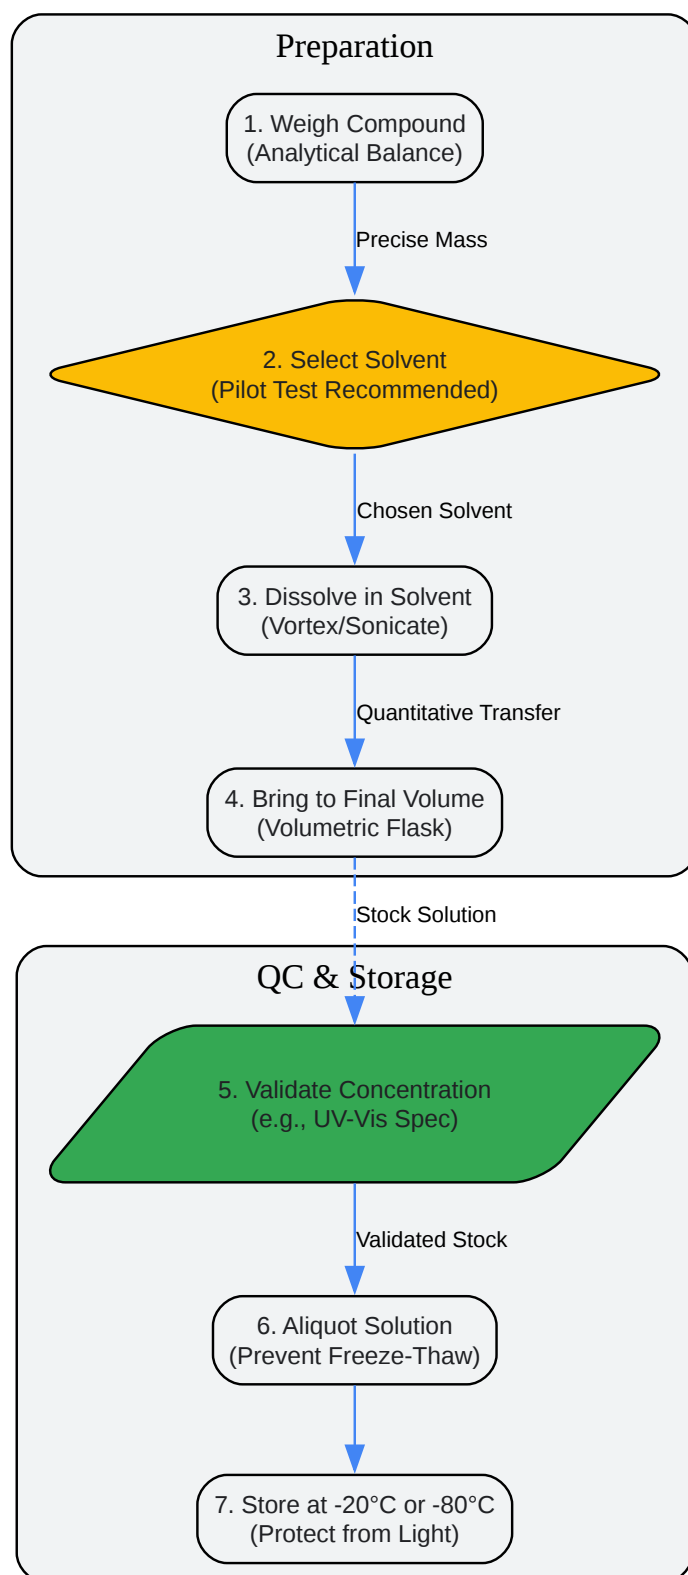 Preparation
1. Weigh Compound
(Analytical Balance)
Precise Mass
2. Select Solvent
(Pilot Test Recommended)
Chosen Solvent
3. Dissolve in Solvent
(Vortex/Sonicate)
Quantitative Transfer
4. Bring to Final Volume
(Volumetric Flask)
Stock Solution
QC & Storage
5. Validate Concentration
(e.g., UV-Vis Spec)
Validated Stock
6. Aliquot Solution
(Prevent Freeze-Thaw)
7. Store at -20°C or -80°C
(Protect from Light)